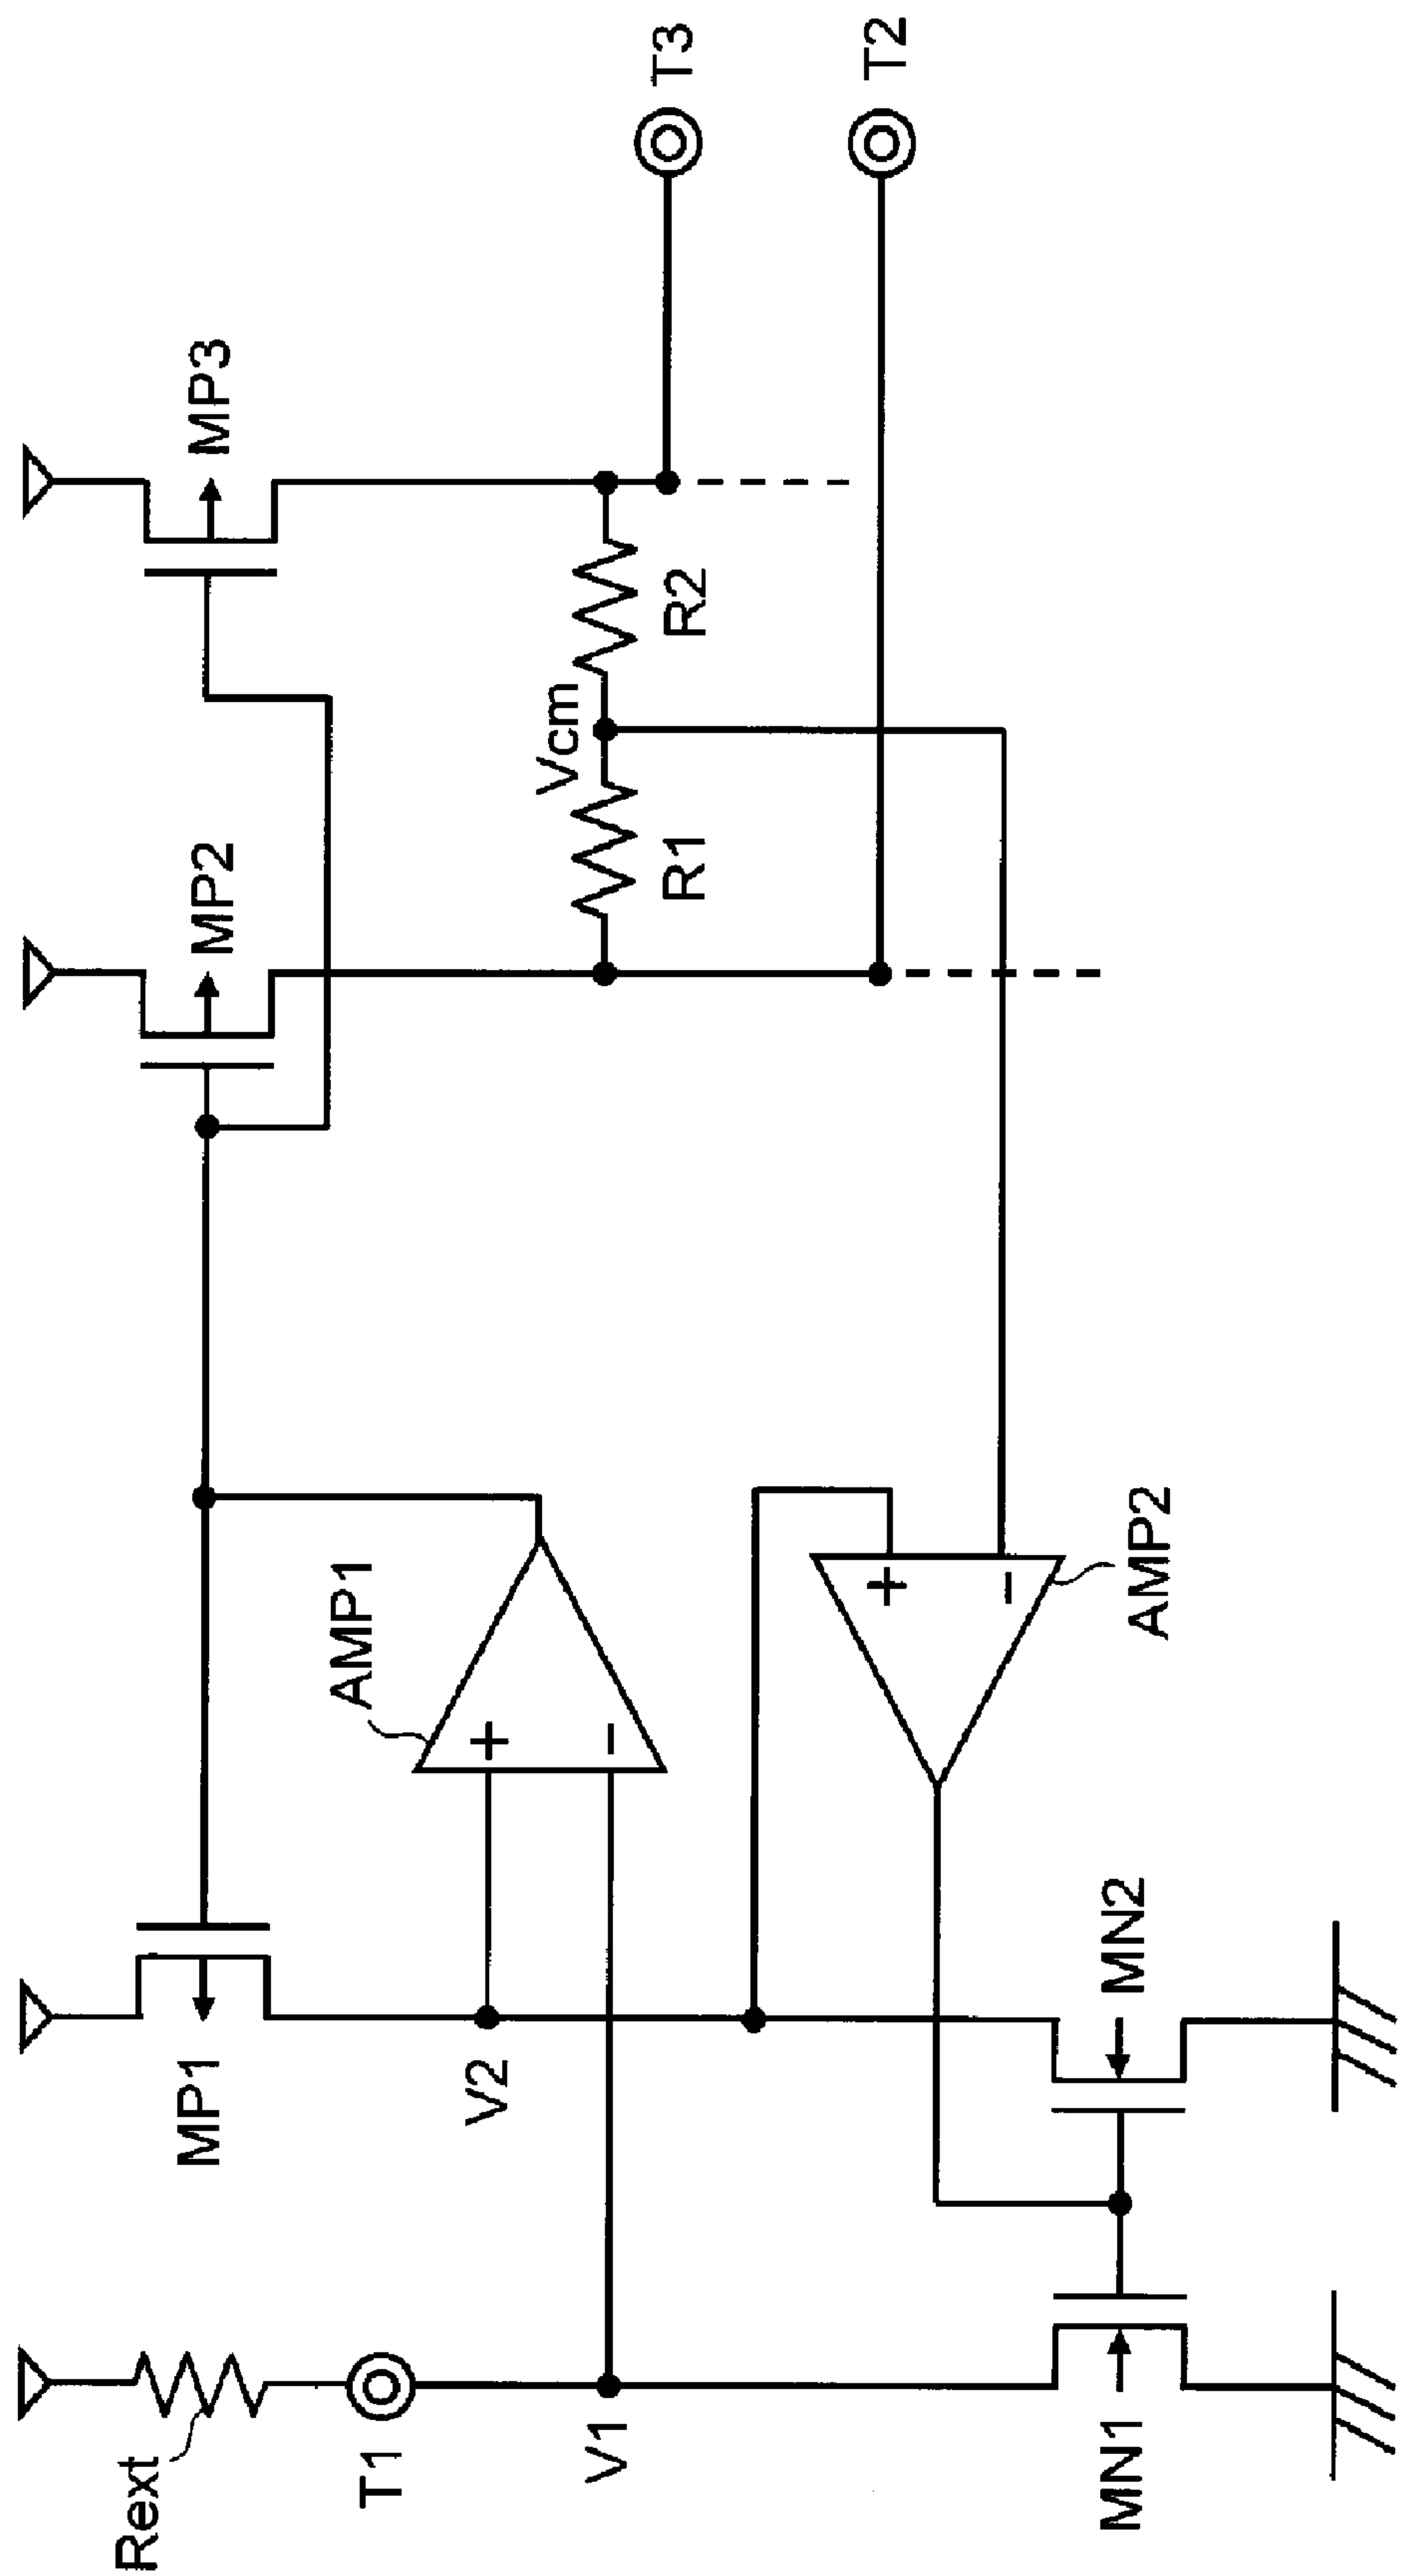 Rext
T1
V1
MN1
MP1
V2
MN2
AMP1
+
−
AMP2
+
−
MP2
R1
Vcm
R2
MP3
T3
T2